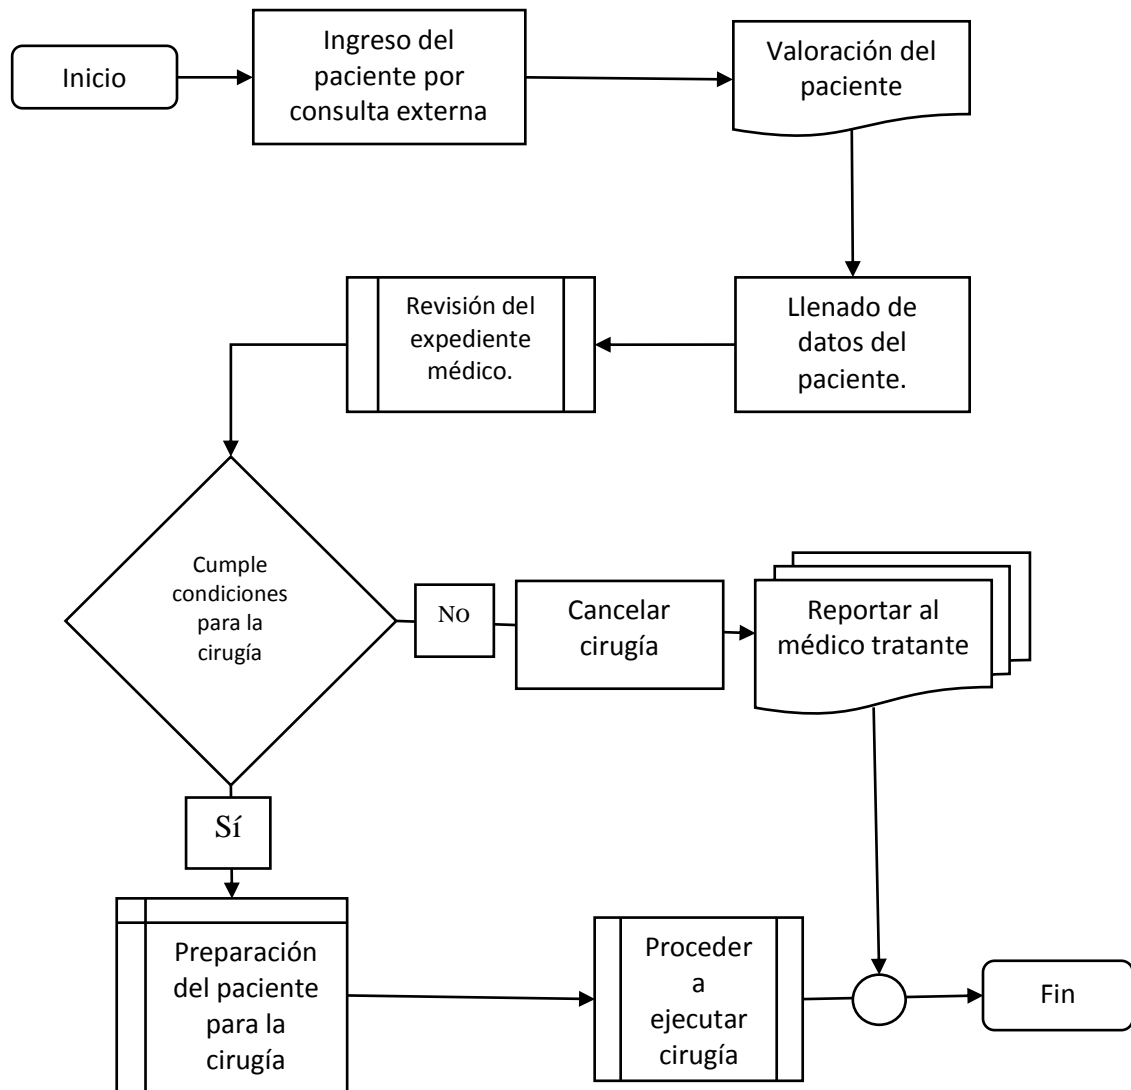 Inicio
Ingreso del
paciente por
consulta externa
Valoración del
paciente
Llenado de
datos del
paciente.
Revisión del
expediente
médico.
Cumple
condiciones
para la
cirugía
No
Cancelar
cirugía
Reportar al
médico tratante
Sí
Preparación
del paciente
para la
cirugía
Proceder
a
ejecutar
cirugía
Fin